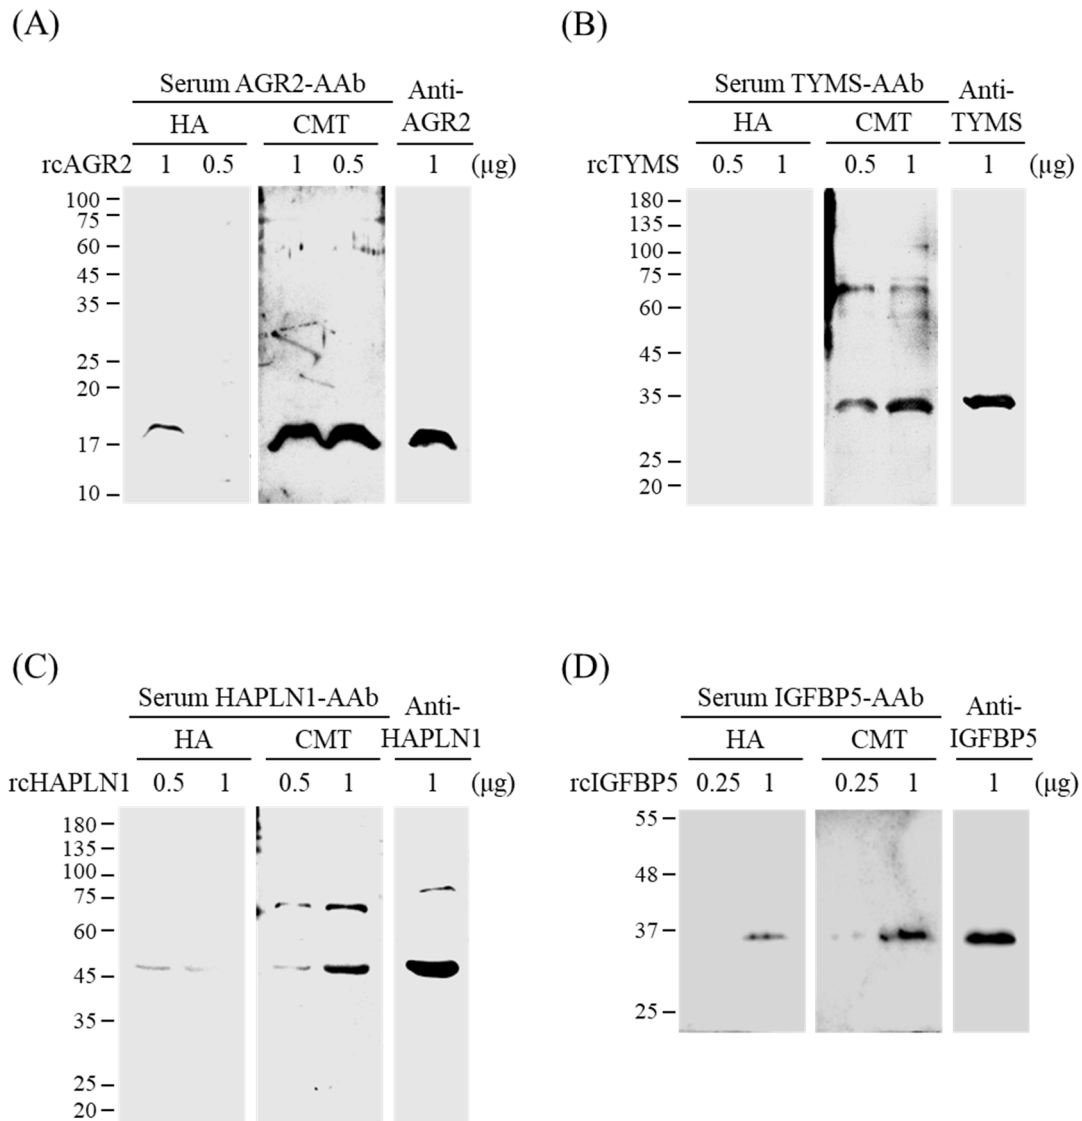 (A)
Serum AGR2-AAb Anti-AGR2
HA CMT
rcAGR2 1 0.5 1 0.5 1 (μg)
100
75
60
45
35
25
20
17
10
(B)
Serum TYMS-AAb Anti-TYMS
HA CMT
rcTYMS 0.5 1 0.5 1 1 (μg)
180
135
100
75
60
45
35
25
20
(C)
Serum HAPLN1-AAb Anti-HAPLN1
HA CMT
rcHAPLN1 0.5 1 0.5 1 1 (μg)
180
135
100
75
60
45
35
25
20
(D)
Serum IGFBP5-AAb Anti-IGFBP5
HA CMT
rcIGFBP5 0.25 1 0.25 1 1 (μg)
55
48
37
25